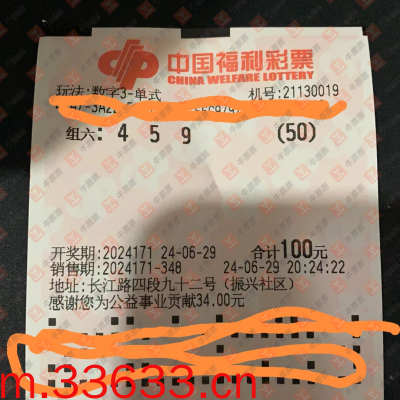 中国福利彩票
CHINA WELFARE LOTTERY
玩法:数字3-单式 机号:21130019
组六: 4 5 9 (50)
开奖期:2024171 24-06-29 合计100元
销售期:2024171-348 24-06-29 20:24:22
地址:长江路四段九十二号(振兴社区)
感谢您为公益事业贡献34.00元
m.33633.cn